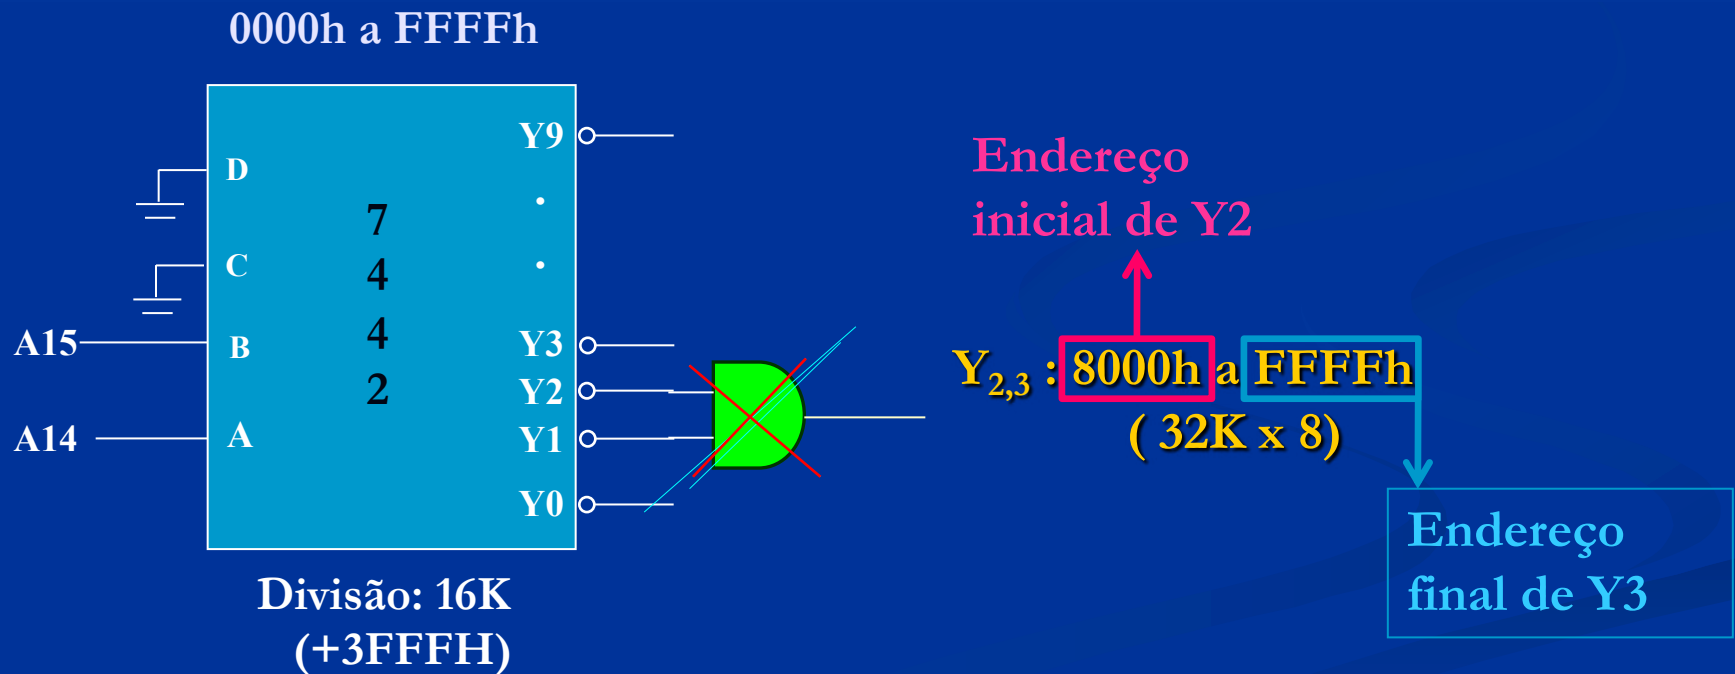 0000h a FFFFh
D
C
A15
B
A14
A
7
4
4
2
Y9
.
.
Y3
Y2
Y1
Y0
Divisão: 16K
(+3FFFH)
Endereço
inicial de Y2
Y2,3 : 8000h a FFFFh
( 32K x 8)
Endereço
final de Y3